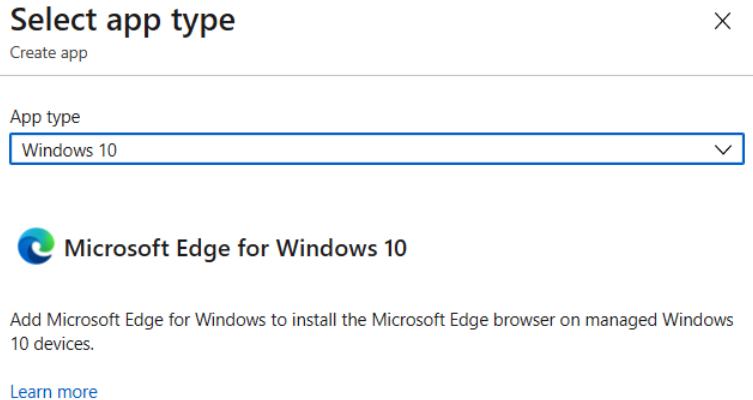 Select app type
Create app
App type
Windows 10
Microsoft Edge for Windows 10
Add Microsoft Edge for Windows to install the Microsoft Edge browser on managed Windows
10 devices.
Learn more